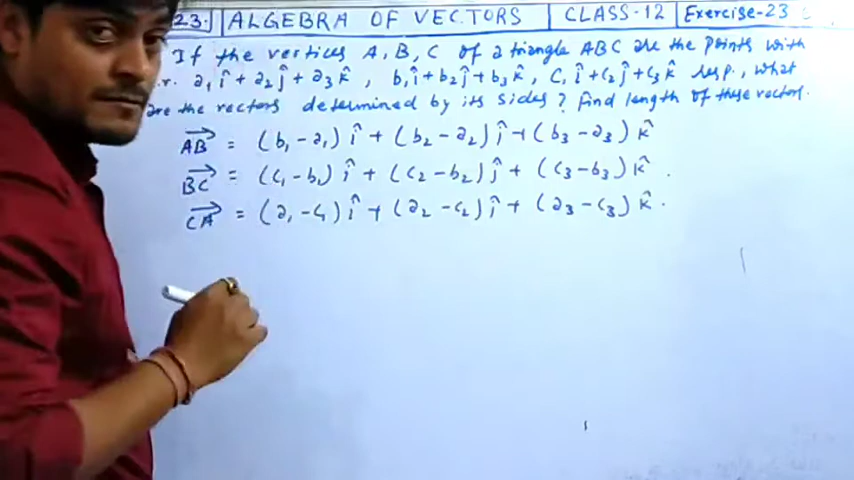 23. ALGEBRA OF VECTORS CLASS-12 Exercise-23
If the vertices A, B, C of a triangle ABC are the points with
a₁î + a₂ĵ + a₃k̂ , b₁î + b₂ĵ + b₃k̂ , c₁î + c₂ĵ + c₃k̂ resp., what
are the vectors determined by its sides? Find length of these vectors.
AB⃗ = (b₁ - a₁) î + (b₂ - a₂) ĵ + (b₃ - a₃) k̂
BC⃗ = (c₁ - b₁) î + (c₂ - b₂) ĵ + (c₃ - b₃) k̂ .
CA⃗ = (a₁ - c₁) î + (a₂ - c₂) ĵ + (a₃ - c₃) k̂ .